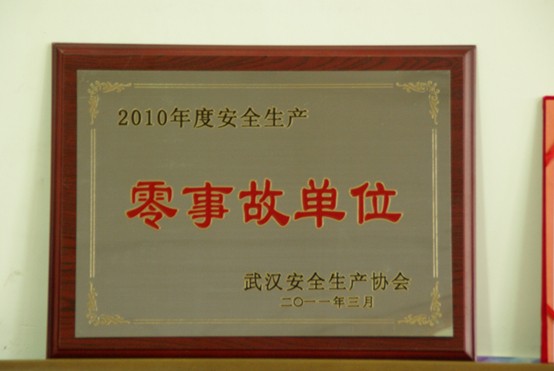 2010年度安全生产
零事故单位
武汉安全生产协会
二〇一一年三月